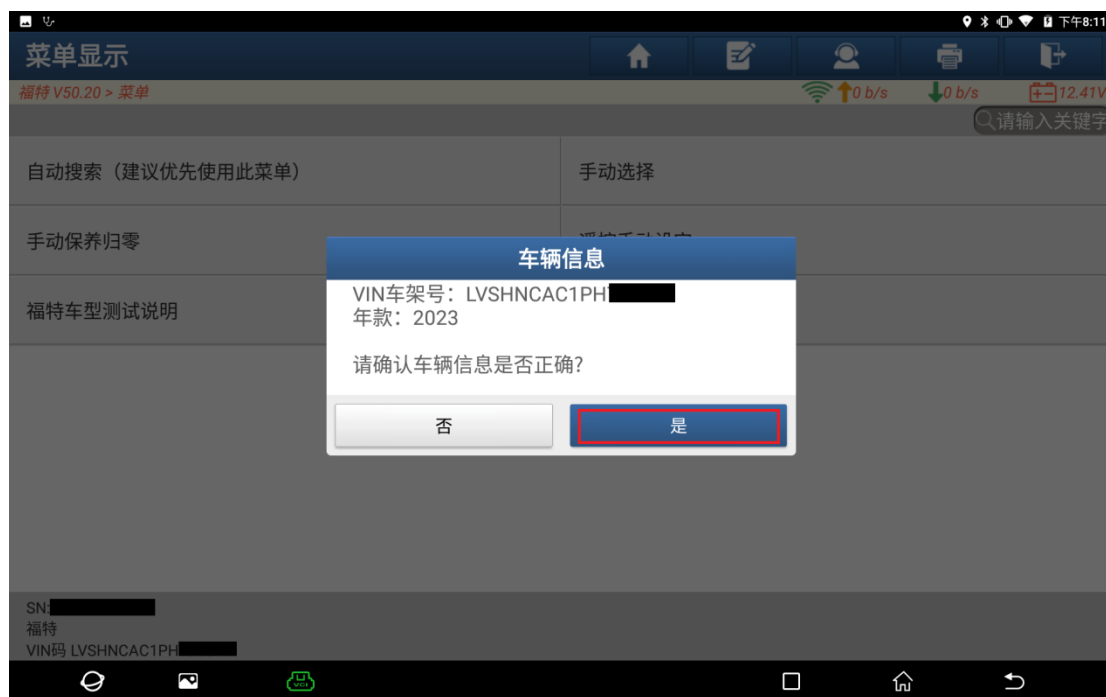 下午8:11
菜单显示
福特 V50.20 > 菜单
0 b/s
0 b/s
12.41V
请输入关键字
自动搜索（建议优先使用此菜单）
手动选择
手动保养归零
福特车型测试说明
车辆信息
VIN车架号：LVSHNCAC1PH
年款：2023
请确认车辆信息是否正确?
否
是
SN:
福特
VIN码 LVSHNCAC1PH
VCI